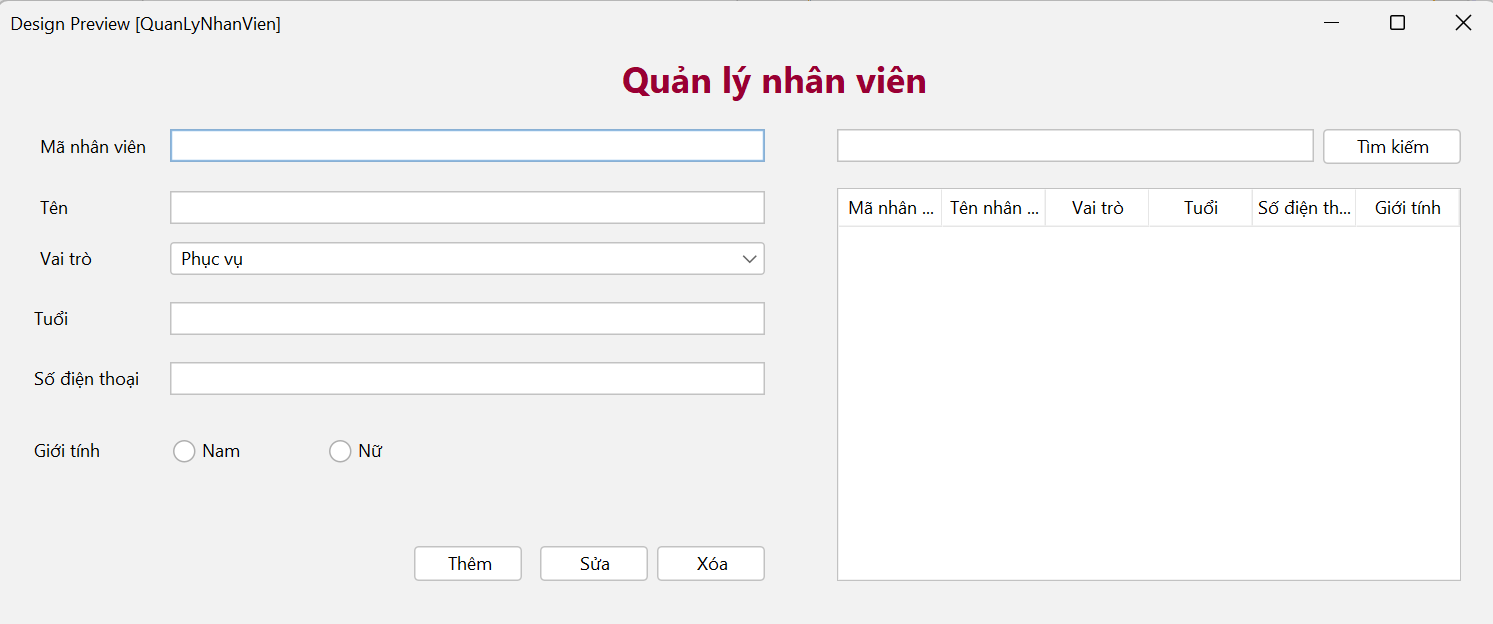 Design Preview [QuanLyNhanVien]
Quản lý nhân viên
Mã nhân viên
Tên
Vai trò
Phục vụ
Tuổi
Số điện thoại
Giới tính
Nam
Nữ
Thêm
Sửa
Xóa
Tìm kiếm
Mã nhân ... Tên nhân ... Vai trò Tuổi Số điện th... Giới tính